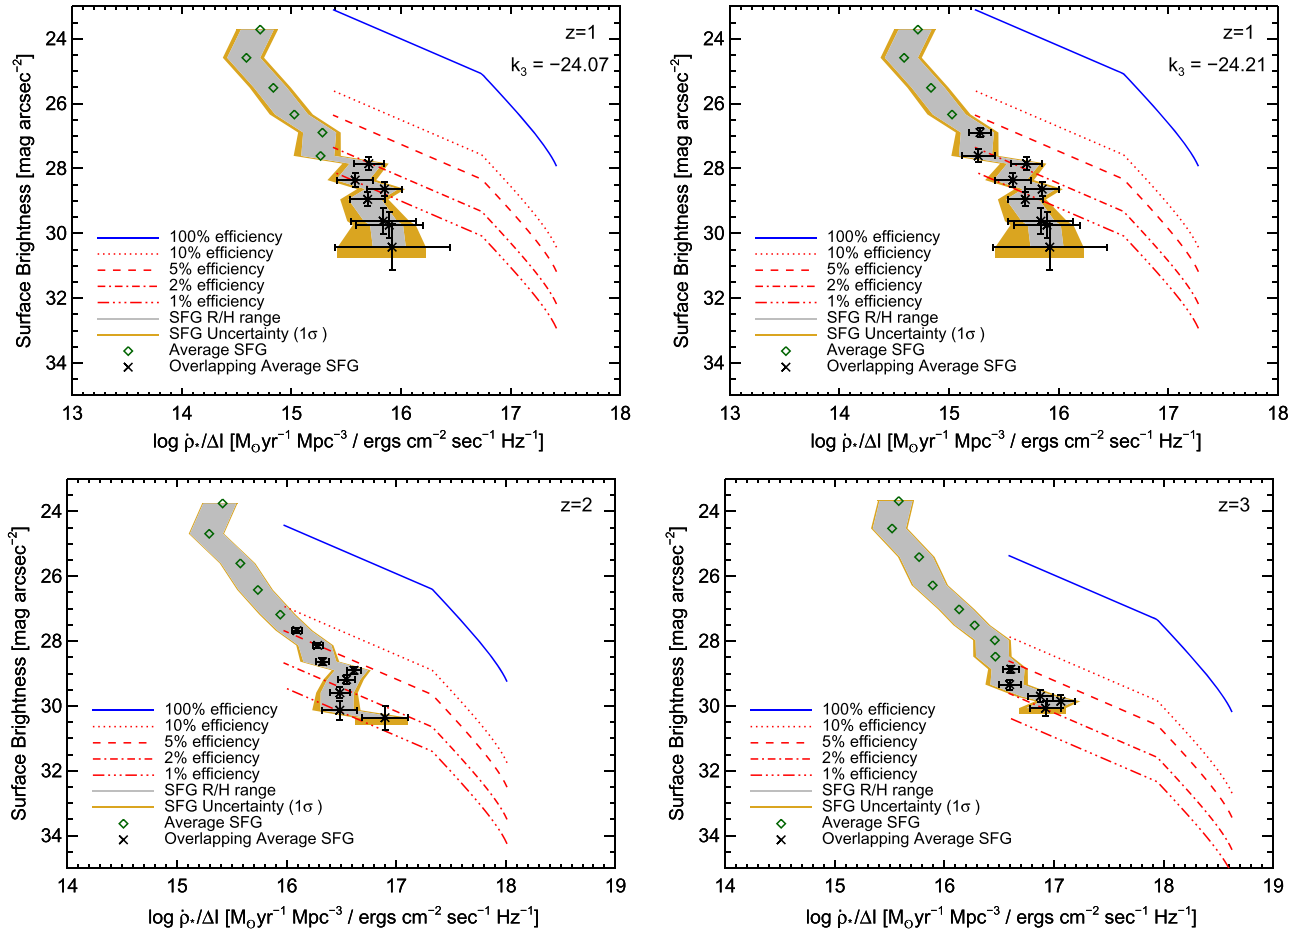 z=1
k₃ = −24.07
24
26
28
30
32
34
Surface Brightness [mag arcsec⁻²]
100% efficiency
10% efficiency
5% efficiency
2% efficiency
1% efficiency
SFG R/H range
SFG Uncertainty (1σ )
Average SFG
Overlapping Average SFG
13 14 15 16 17 18
log ρ̇*/ΔI [M⊙yr⁻¹ Mpc⁻³ / ergs cm⁻² sec⁻¹ Hz⁻¹]
z=1
k₃ = −24.21
24
26
28
30
32
34
Surface Brightness [mag arcsec⁻²]
100% efficiency
10% efficiency
5% efficiency
2% efficiency
1% efficiency
SFG R/H range
SFG Uncertainty (1σ )
Average SFG
Overlapping Average SFG
13 14 15 16 17 18
log ρ̇*/ΔI [M⊙yr⁻¹ Mpc⁻³ / ergs cm⁻² sec⁻¹ Hz⁻¹]
z=2
24
26
28
30
32
34
Surface Brightness [mag arcsec⁻²]
100% efficiency
10% efficiency
5% efficiency
2% efficiency
1% efficiency
SFG R/H range
SFG Uncertainty (1σ )
Average SFG
Overlapping Average SFG
14 15 16 17 18 19
log ρ̇*/ΔI [M⊙yr⁻¹ Mpc⁻³ / ergs cm⁻² sec⁻¹ Hz⁻¹]
z=3
24
26
28
30
32
34
Surface Brightness [mag arcsec⁻²]
100% efficiency
10% efficiency
5% efficiency
2% efficiency
1% efficiency
SFG R/H range
SFG Uncertainty (1σ )
Average SFG
Overlapping Average SFG
14 15 16 17 18 19
log ρ̇*/ΔI [M⊙yr⁻¹ Mpc⁻³ / ergs cm⁻² sec⁻¹ Hz⁻¹]